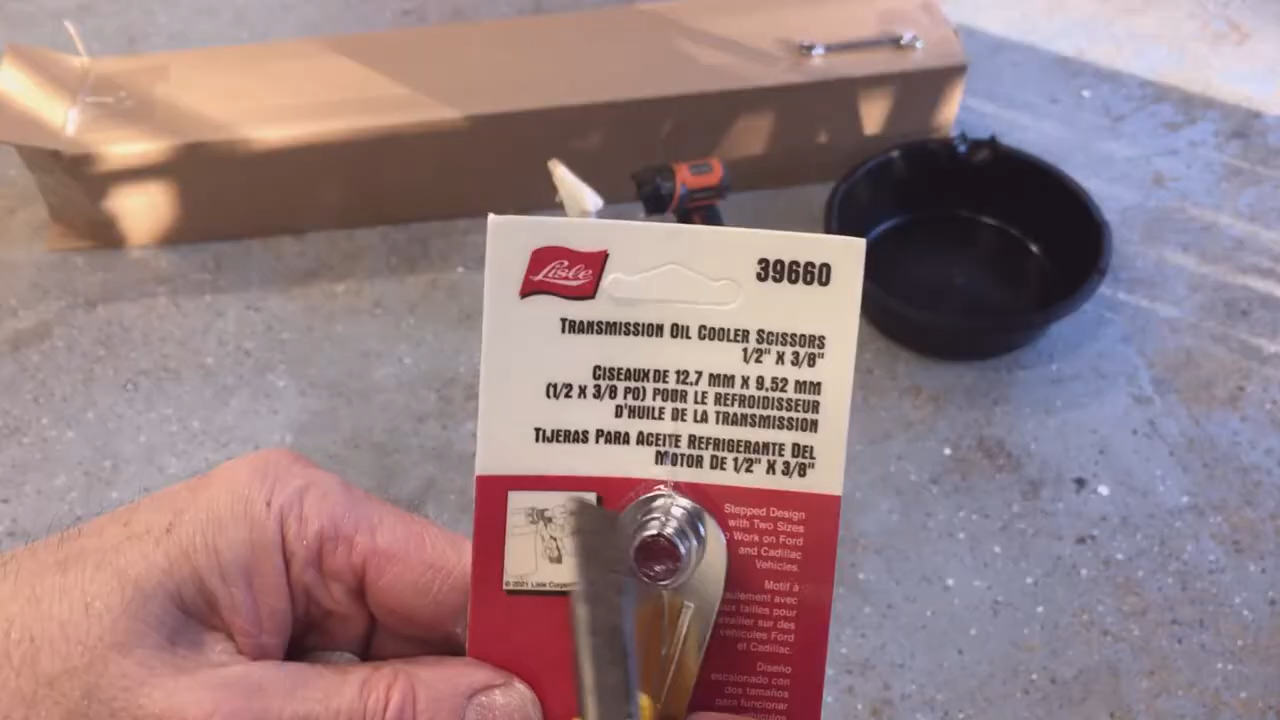 Lisle
39660
TRANSMISSION OIL COOLER SCISSORS
1/2" X 3/8"
CISEAUX DE 12,7 MM X 9,52 MM
(1/2 X 3/8 PO) POUR LE REFROIDISSEUR
D'HUILE DE LA TRANSMISSION
TIJERAS PARA ACEITE REFRIGERANTE DEL
MOTOR DE 1/2" X 3/8"
Stepped Design
with Two Sizes
Work on Ford
and Cadillac
Vehicles.
© 2021 Lisle
Motif à
avec
tailles pour
sur des
véhicules Ford
et Cadillac.
Diseño
escalonado con
dos tamaños
para funcionar